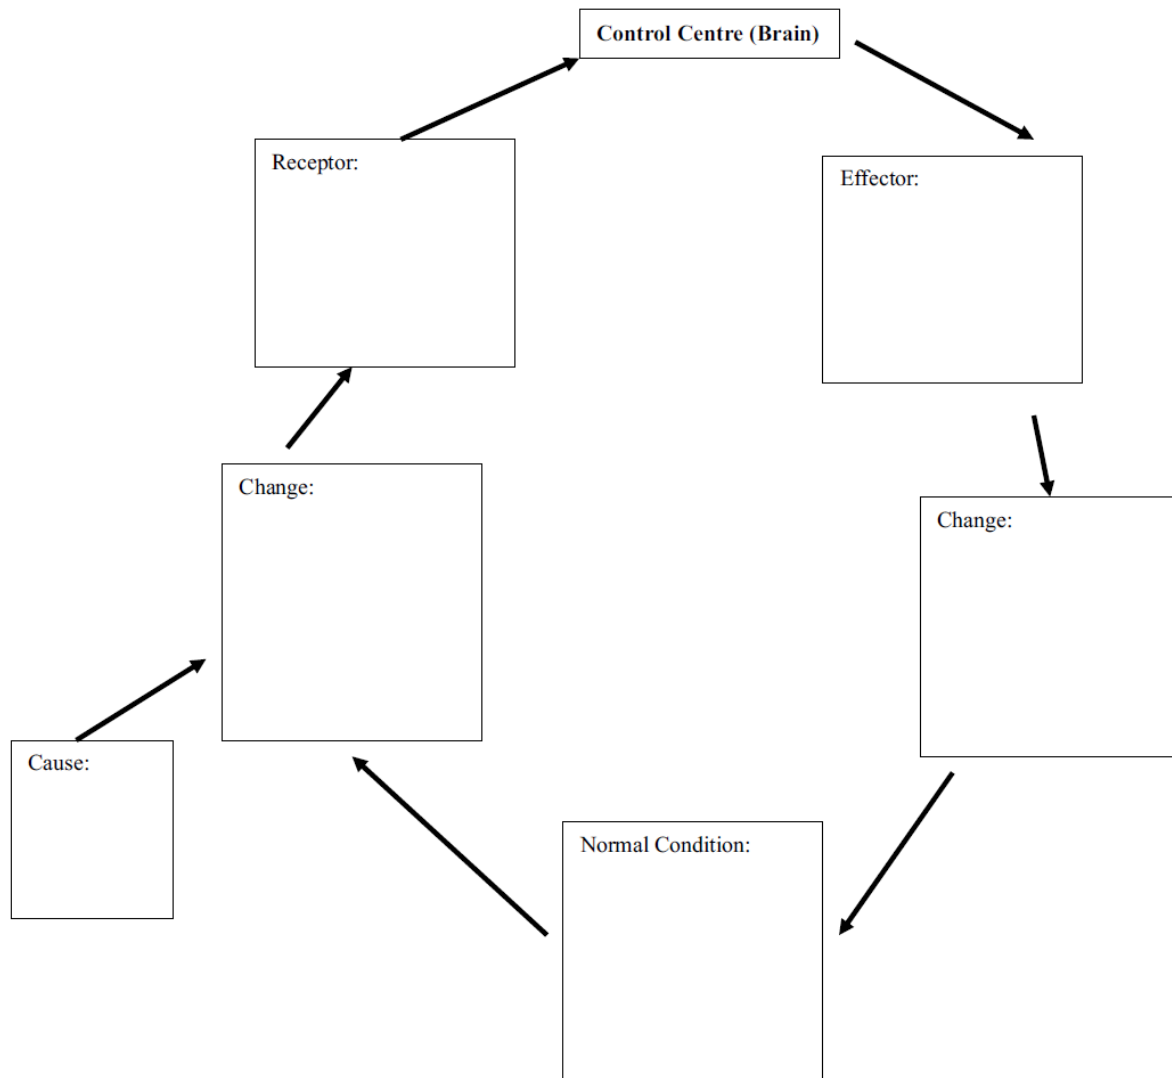 Control Centre (Brain)
Receptor:
Effector:
Change:
Change:
Cause:
Normal Condition: